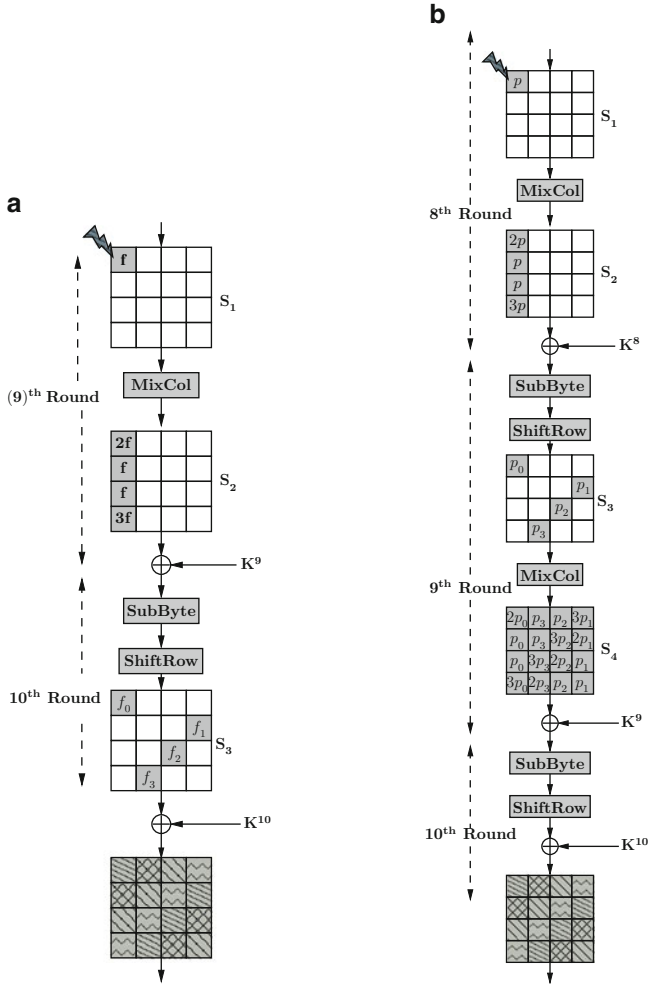 a
f
S1
MixCol
(9)th Round
2f
f
f
3f
S2
K9
SubByte
ShiftRow
10th Round
f0
f1
f2
f3
S3
K10
b
p
S1
MixCol
8th Round
2p
p
p
3p
S2
K8
SubByte
ShiftRow
p0
p1
p2
p3
S3
MixCol
9th Round
2p0 p3 p2 3p1
p0 p3 3p2 2p1
p0 3p3 2p2 p1
3p0 2p3 p2 p1
S4
K9
SubByte
ShiftRow
10th Round
K10